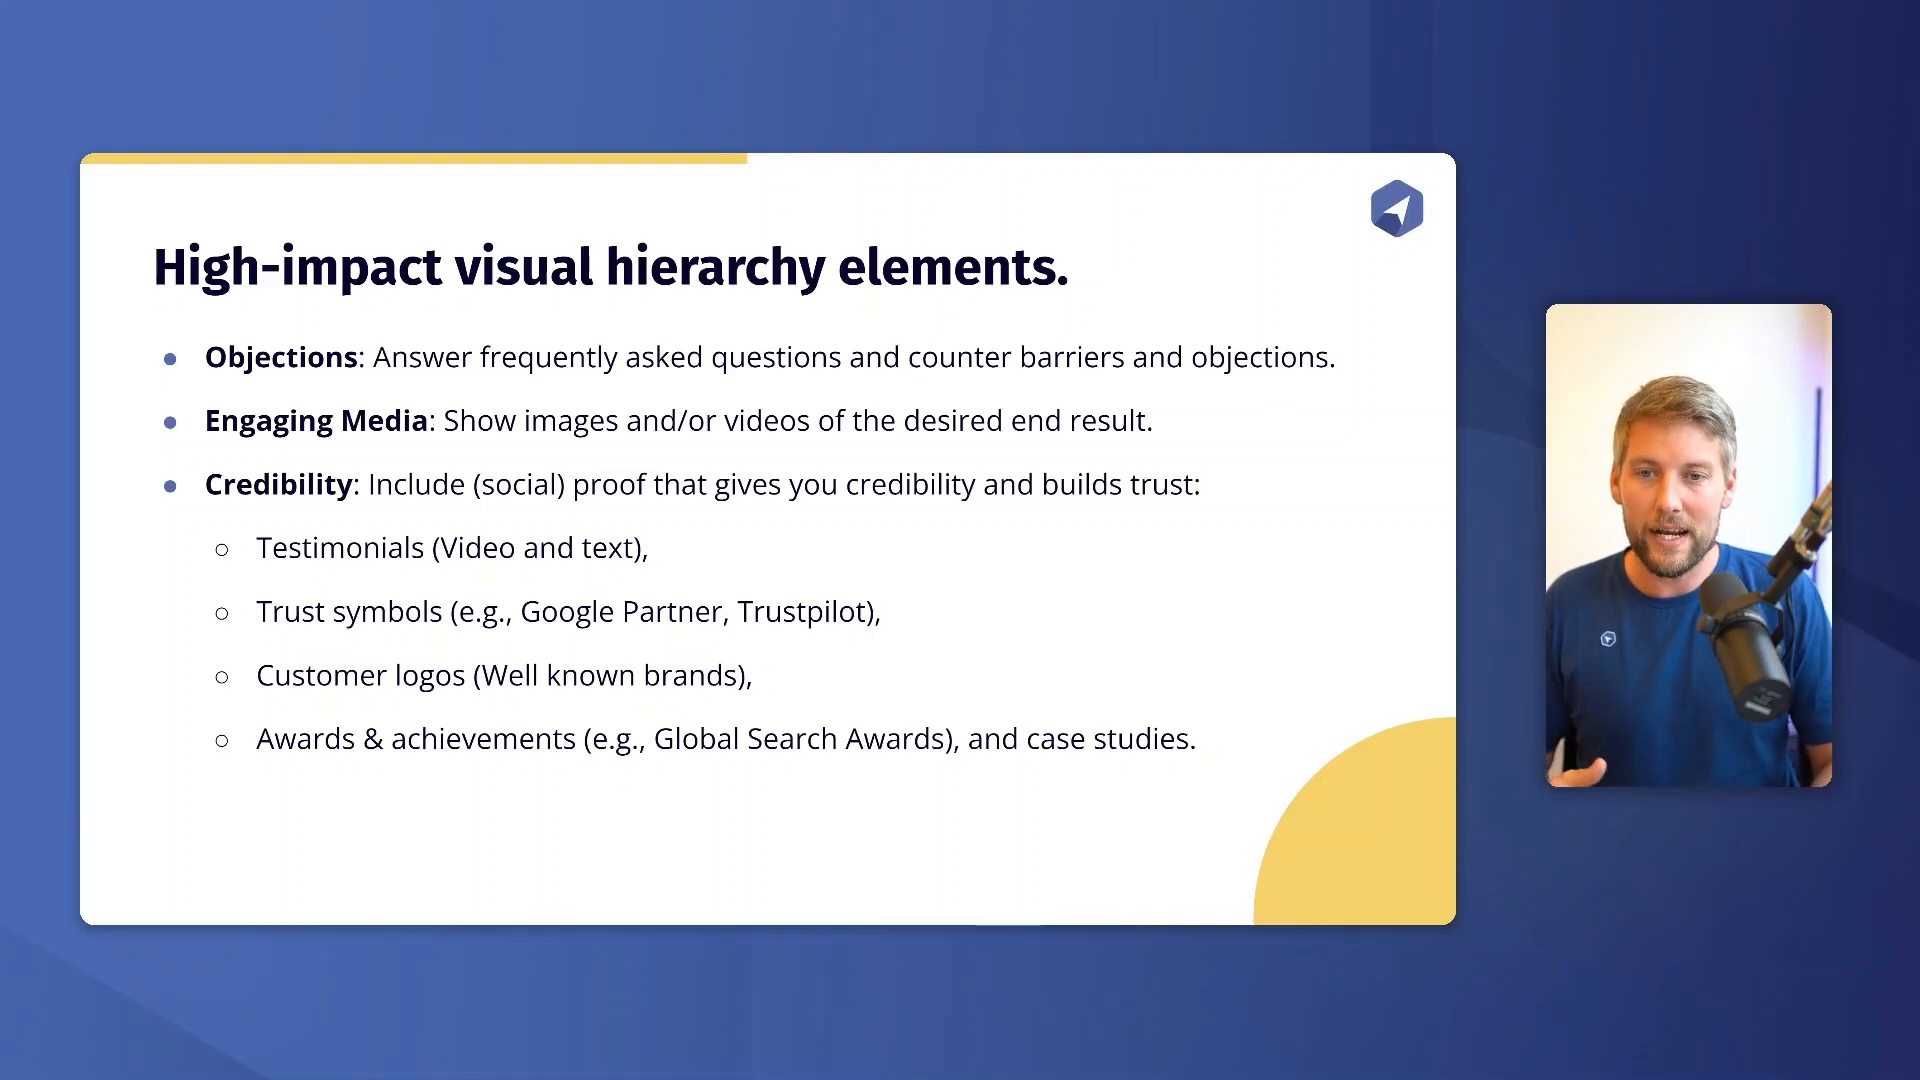 High-impact visual hierarchy elements.
● Objections: Answer frequently asked questions and counter barriers and objections.
● Engaging Media: Show images and/or videos of the desired end result.
● Credibility: Include (social) proof that gives you credibility and builds trust:
○ Testimonials (Video and text),
○ Trust symbols (e.g., Google Partner, Trustpilot),
○ Customer logos (Well known brands),
○ Awards & achievements (e.g., Global Search Awards), and case studies.